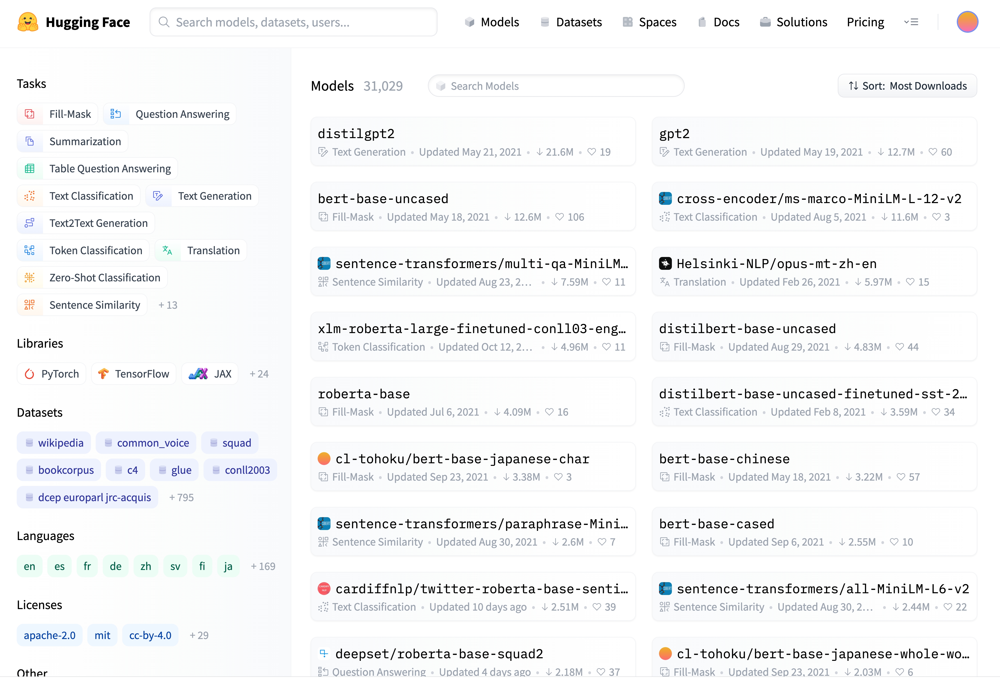 Hugging Face
Search models, datasets, users...
Models Datasets Spaces Docs Solutions Pricing
Tasks
Fill-Mask Question Answering
Summarization
Table Question Answering
Text Classification Text Generation
Text2Text Generation
Token Classification Translation
Zero-Shot Classification
Sentence Similarity + 13
Libraries
PyTorch TensorFlow JAX + 24
Datasets
wikipedia common_voice squad
bookcorpus c4 glue conll2003
dcep europarl jrc-acquis + 795
Languages
en es fr de zh sv fi ja + 169
Licenses
apache-2.0 mit cc-by-4.0 + 29
Other
Models 31,029 Search Models Sort: Most Downloads
distilgpt2
Text Generation • Updated May 21, 2021 • ↓ 21.6M • ♡ 19
gpt2
Text Generation • Updated May 19, 2021 • ↓ 12.7M • ♡ 60
bert-base-uncased
Fill-Mask • Updated May 18, 2021 • ↓ 12.6M • ♡ 106
SBERT cross-encoder/ms-marco-MiniLM-L-12-v2
Text Classification • Updated Aug 5, 2021 • ↓ 11.6M • ♡ 3
SBERT sentence-transformers/multi-qa-MiniLM…
Sentence Similarity • Updated Aug 23, 2… • ↓ 7.59M • ♡ 11
Helsinki-NLP/opus-mt-zh-en
Translation • Updated Feb 26, 2021 • ↓ 5.97M • ♡ 15
xlm-roberta-large-finetuned-conll03-eng…
Token Classification • Updated Oct 12, 2… • ↓ 4.96M • ♡ 11
distilbert-base-uncased
Fill-Mask • Updated Aug 29, 2021 • ↓ 4.83M • ♡ 44
roberta-base
Fill-Mask • Updated Jul 6, 2021 • ↓ 4.09M • ♡ 16
distilbert-base-uncased-finetuned-sst-2…
Text Classification • Updated Feb 8, 2021 • ↓ 3.59M • ♡ 34
cl-tohoku/bert-base-japanese-char
Fill-Mask • Updated Sep 23, 2021 • ↓ 3.38M • ♡ 3
bert-base-chinese
Fill-Mask • Updated May 18, 2021 • ↓ 3.22M • ♡ 57
SBERT sentence-transformers/paraphrase-Mini…
Sentence Similarity • Updated Aug 30, 2021 • ↓ 2.6M • ♡ 7
bert-base-cased
Fill-Mask • Updated Sep 6, 2021 • ↓ 2.55M • ♡ 10
CARDIFF NLP cardiffnlp/twitter-roberta-base-senti…
Text Classification • Updated 10 days ago • ↓ 2.51M • ♡ 39
SBERT sentence-transformers/all-MiniLM-L6-v2
Sentence Similarity • Updated Aug 30, 2… • ↓ 2.44M • ♡ 22
deepset/roberta-base-squad2
Question Answering • Updated 4 days ago • ↓ 2.18M • ♡ 37
cl-tohoku/bert-base-japanese-whole-wo…
Fill-Mask • Updated Sep 23, 2021 • ↓ 2.03M • ♡ 6